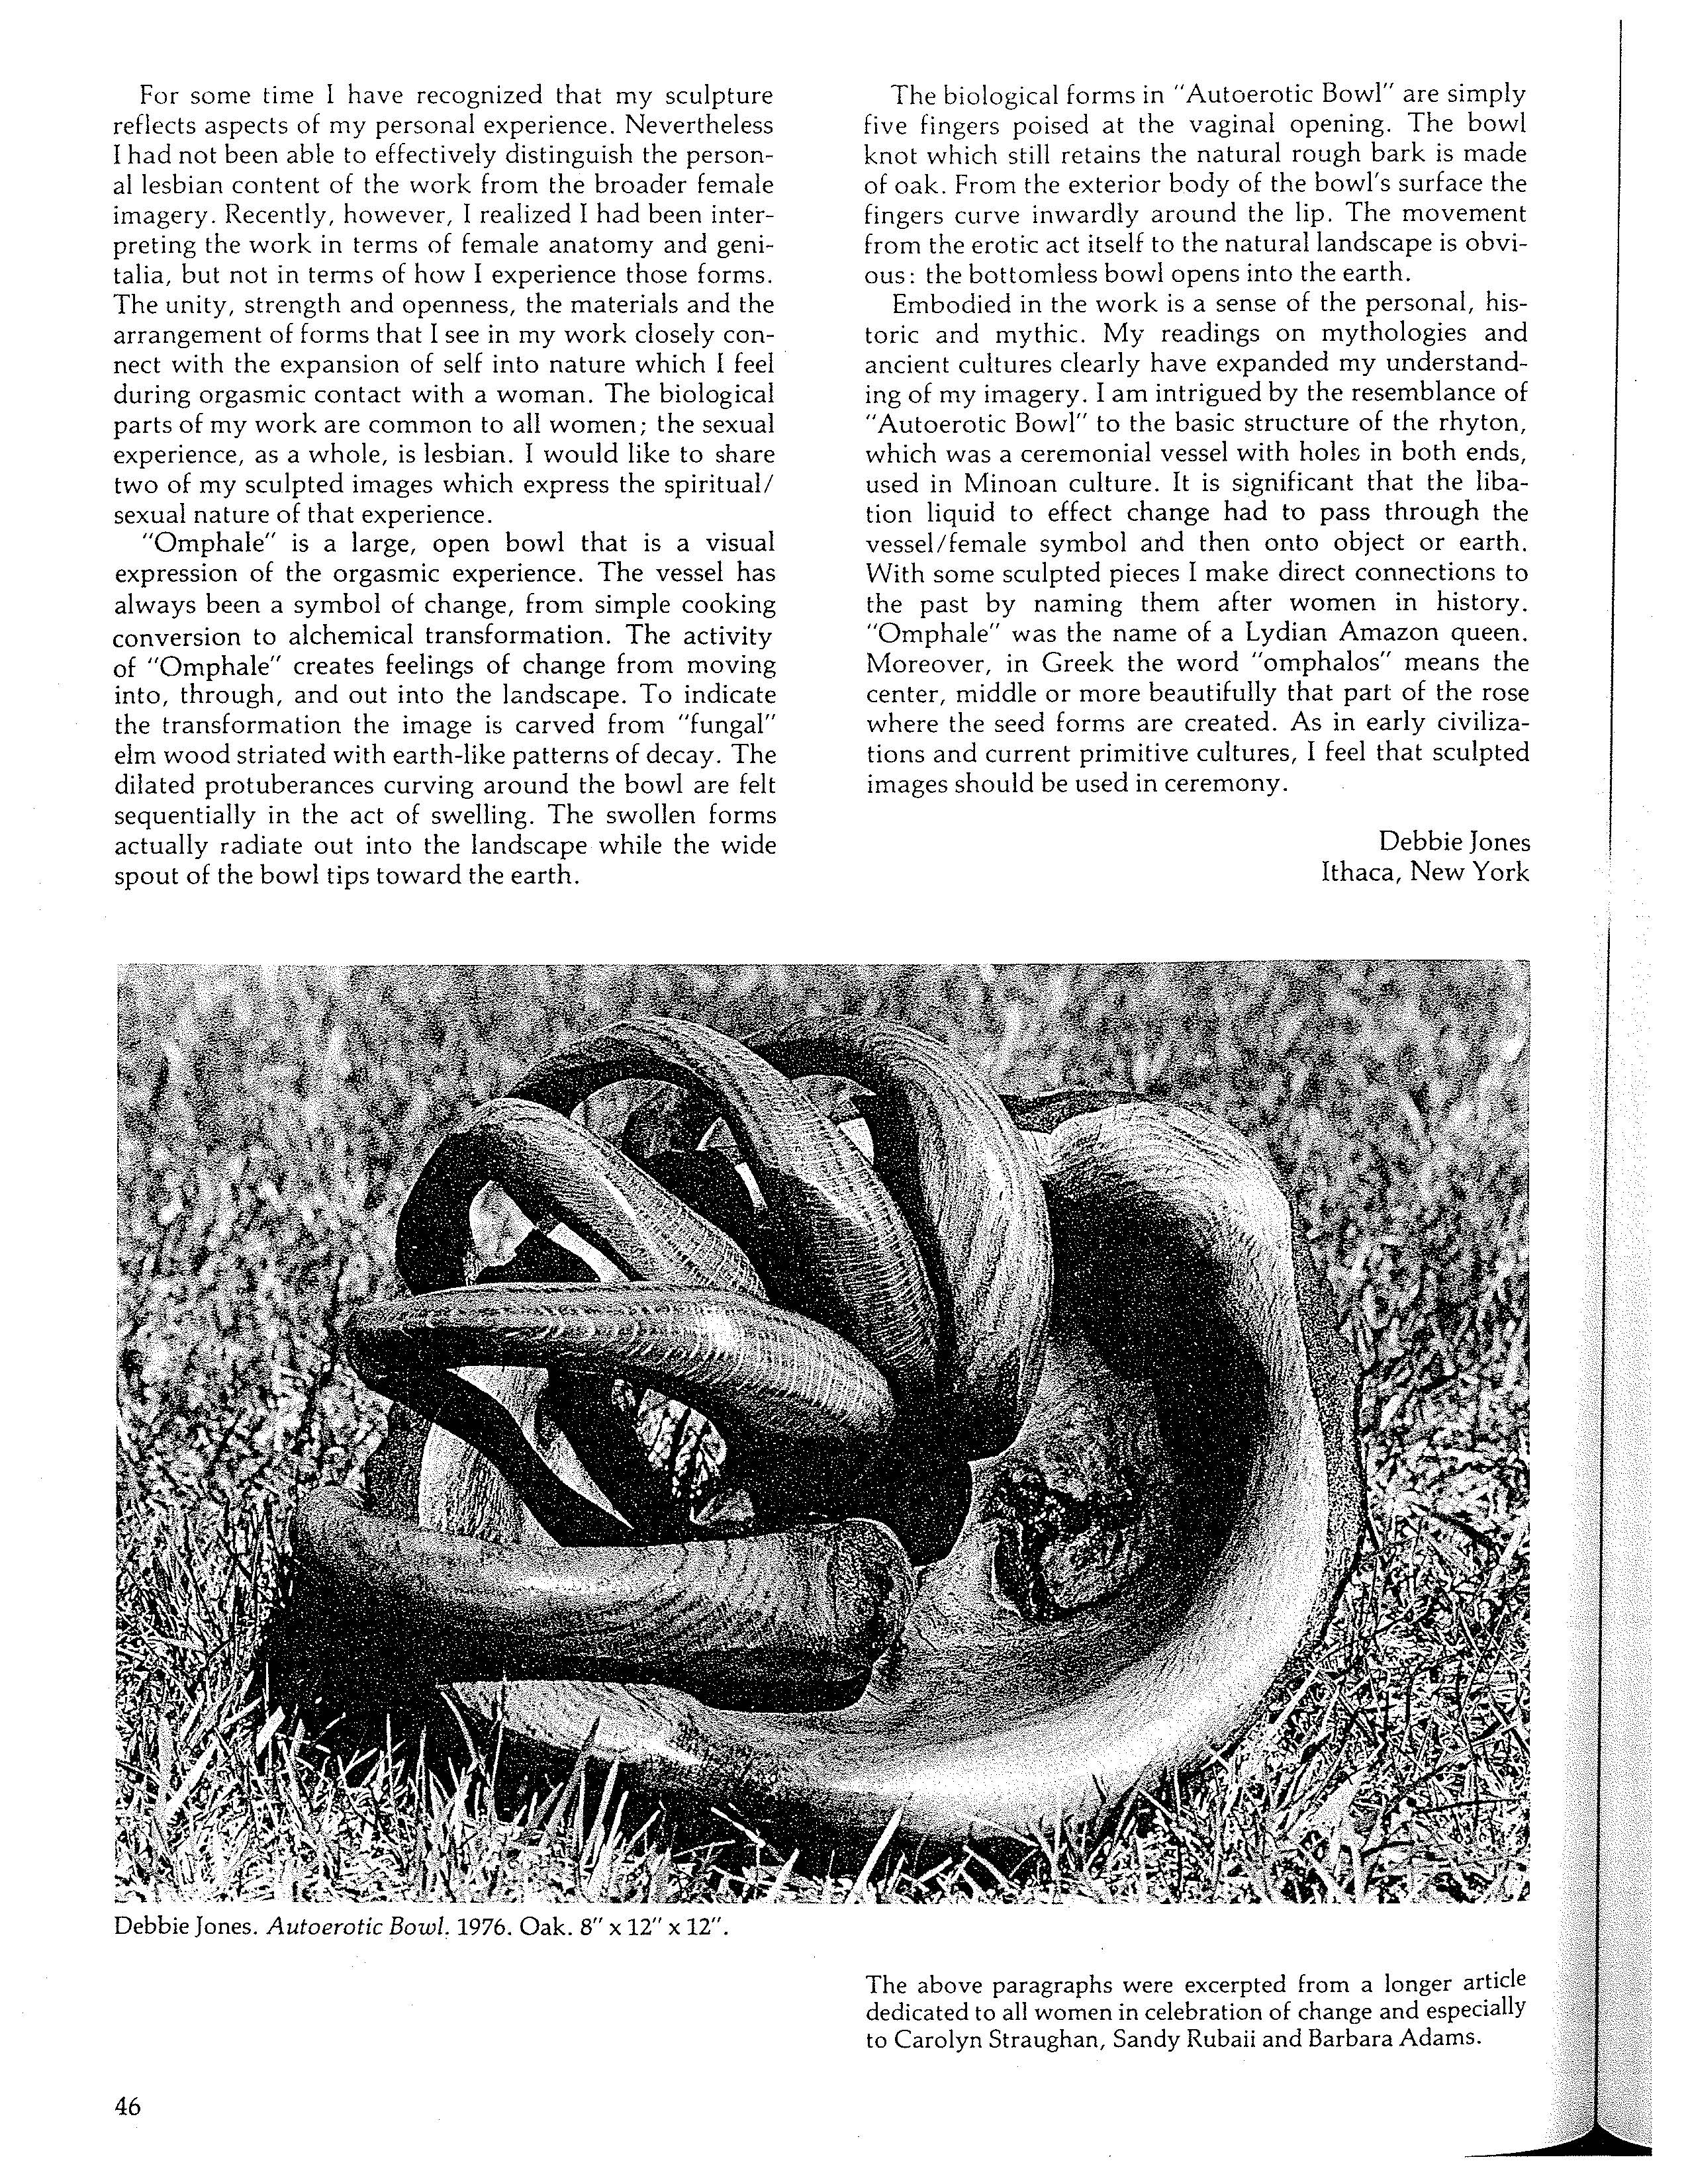 For some time I have recognized that my sculpture
reflects aspects of my personal experience. Nevertheless
I had not been able to effectively distinguish the person-
al lesbian content of the work from the broader female
imagery. Recently, however, I realized I had been inter-
preting the work in terms of female anatomy and geni-
talia, but not in terms of how I experience those forms.
The unity, strength and openness, the materials and the
arrangement of forms that I see in my work closely con-
nect with the expansion of self into nature which I feel
during orgasmic contact with a woman. The biological
parts of my work are common to all women; the sexual
experience, as a whole, is lesbian. I would like to share
two of my sculpted images which express the spiritual/
sexual nature of that experience.
"Omphale" is a large, open bowl that is a visual
expression of the orgasmic experience. The vessel has
always been a symbol of change, from simple cooking
conversion to alchemical transformation. The activity
of "Omphale" creates feelings of change from moving
into, through, and out into the landscape. To indicate
the transformation the image is carved from "fungal"
elm wood striated with earth-like patterns of decay. The
dilated protuberances curving around the bowl are felt
sequentially in the act of swelling. The swollen forms
actually radiate out into the landscape while the wide
spout of the bowl tips toward the earth.
The biological forms in "Autoerotic Bowl" are simply
five fingers poised at the vaginal opening. The bowl
knot which still retains the natural rough bark is made
of oak. From the exterior body of the bowl's surface the
fingers curve inwardly around the lip. The movement
from the erotic act itself to the natural landscape is obvi-
ous: the bottomless bowl opens into the earth.
Embodied in the work is a sense of the personal, his-
toric and mythic. My readings on mythologies and
ancient cultures clearly have expanded my understand-
ing of my imagery. I am intrigued by the resemblance of
"Autoerotic Bowl" to the basic structure of the rhyton,
which was a ceremonial vessel with holes in both ends,
used in Minoan culture. It is significant that the liba-
tion liquid to effect change had to pass through the
vessel/female symbol and then onto object or earth.
With some sculpted pieces I make direct connections to
the past by naming them after women in history.
"Omphale" was the name of a Lydian Amazon queen.
Moreover, in Greek the word "omphalos" means the
center, middle or more beautifully that part of the rose
where the seed forms are created. As in early civiliza-
tions and current primitive cultures, I feel that sculpted
images should be used in ceremony.
Debbie Jones
Ithaca, New York
Debbie Jones. Autoerotic Bowl. 1976. Oak. 8" x 12" x 12".
The above paragraphs were excerpted from a longer article
dedicated to all women in celebration of change and especially
to Carolyn Straughan, Sandy Rubaii and Barbara Adams.
46